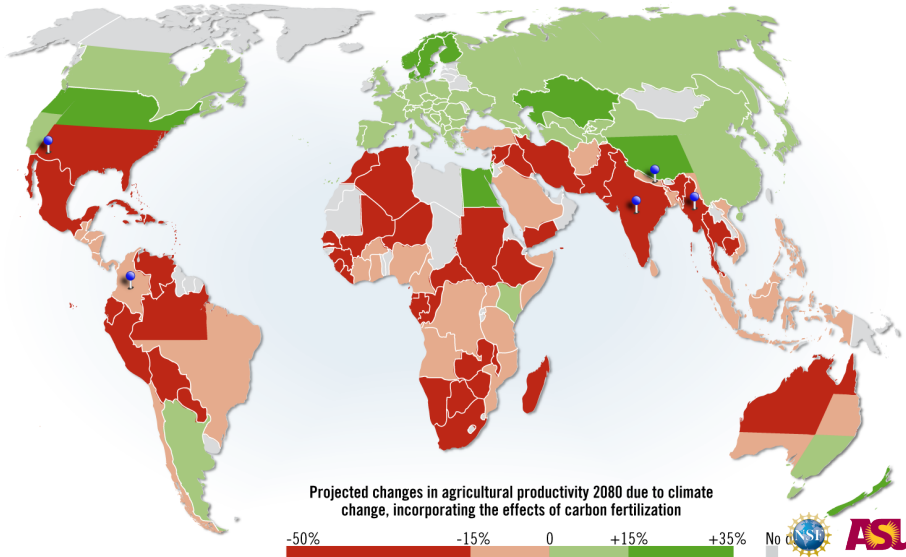 Projected changes in agricultural productivity 2080 due to climate
change, incorporating the effects of carbon fertilization
-50% -15% 0 +15% +35% No
NSF
ASU